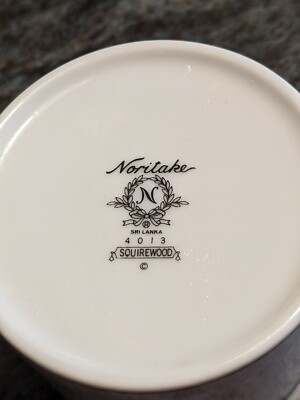 Noritake
N
®
SRI LANKA
4013
SQUIREWOOD
©